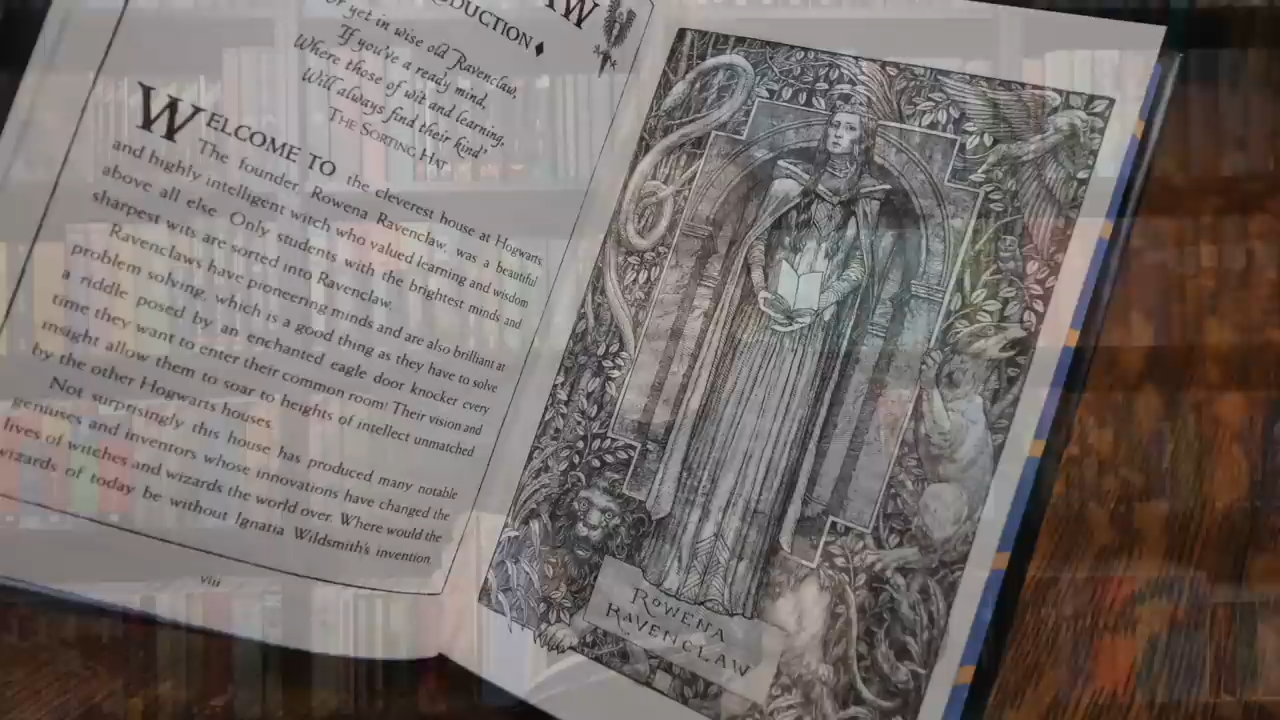 DUCTION♦
or yet in wise old Ravenclaw,
If you've a ready mind,
Where those of wit and learning,
Will always find their kind'
THE SORTING HAT
WELCOME TO the cleverest house at Hogwarts.
The founder, Rowena Ravenclaw, was a beautiful
and highly intelligent witch who valued learning and wisdom
above all else. Only students with the brightest minds and
sharpest wits are sorted into Ravenclaw.
Ravenclaws have pioneering minds and are also brilliant at
problem solving, which is a good thing as they have to solve
a riddle posed by an enchanted eagle door knocker every
time they want to enter their common room! Their vision and
insight allow them to soar to heights of intellect unmatched
by the other Hogwarts houses.
Not surprisingly this house has produced many notable
geniuses and inventors whose innovations have changed the
lives of witches and wizards the world over. Where would the
wizards of today be without Ignatia Wildsmith's invention,
viii
ROWENA
RAVENCLAW